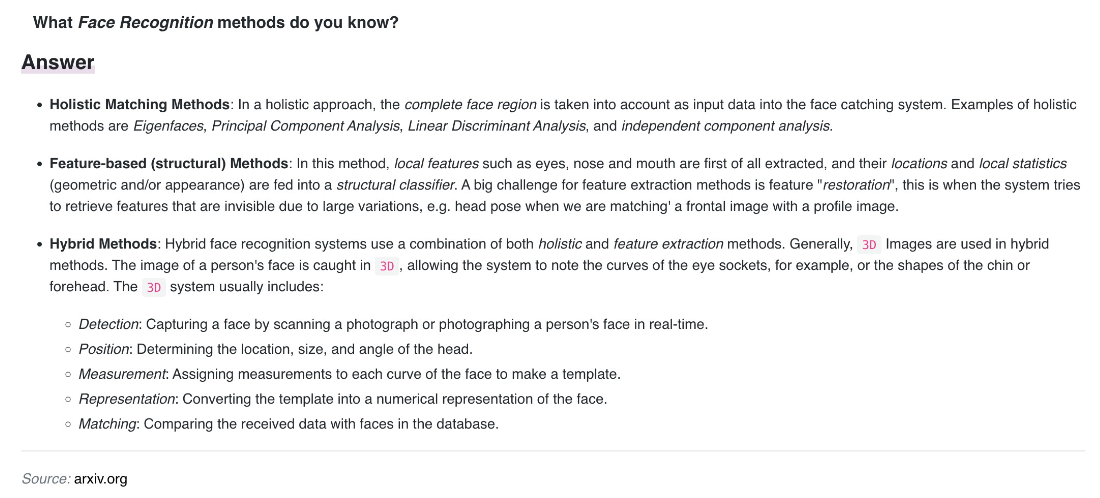 What Face Recognition methods do you know?
Answer
• Holistic Matching Methods: In a holistic approach, the complete face region is taken into account as input data into the face catching system. Examples of holistic
methods are Eigenfaces, Principal Component Analysis, Linear Discriminant Analysis, and independent component analysis.
• Feature-based (structural) Methods: In this method, local features such as eyes, nose and mouth are first of all extracted, and their locations and local statistics
(geometric and/or appearance) are fed into a structural classifier. A big challenge for feature extraction methods is feature "restoration", this is when the system tries
to retrieve features that are invisible due to large variations, e.g. head pose when we are matching' a frontal image with a profile image.
• Hybrid Methods: Hybrid face recognition systems use a combination of both holistic and feature extraction methods. Generally, 3D Images are used in hybrid
methods. The image of a person's face is caught in 3D , allowing the system to note the curves of the eye sockets, for example, or the shapes of the chin or
forehead. The 3D system usually includes:
○ Detection: Capturing a face by scanning a photograph or photographing a person's face in real-time.
○ Position: Determining the location, size, and angle of the head.
○ Measurement: Assigning measurements to each curve of the face to make a template.
○ Representation: Converting the template into a numerical representation of the face.
○ Matching: Comparing the received data with faces in the database.
Source: arxiv.org